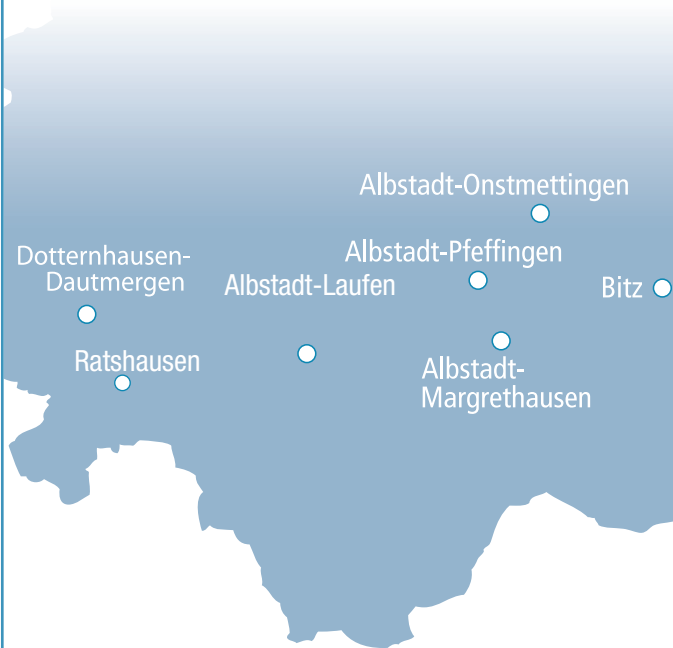 Albstadt-Onstmettingen
Albstadt-Pfeffingen
Dotternhausen-
Dautmergen
Albstadt-Laufen
Bitz
Ratshausen
Albstadt-
Margrethausen